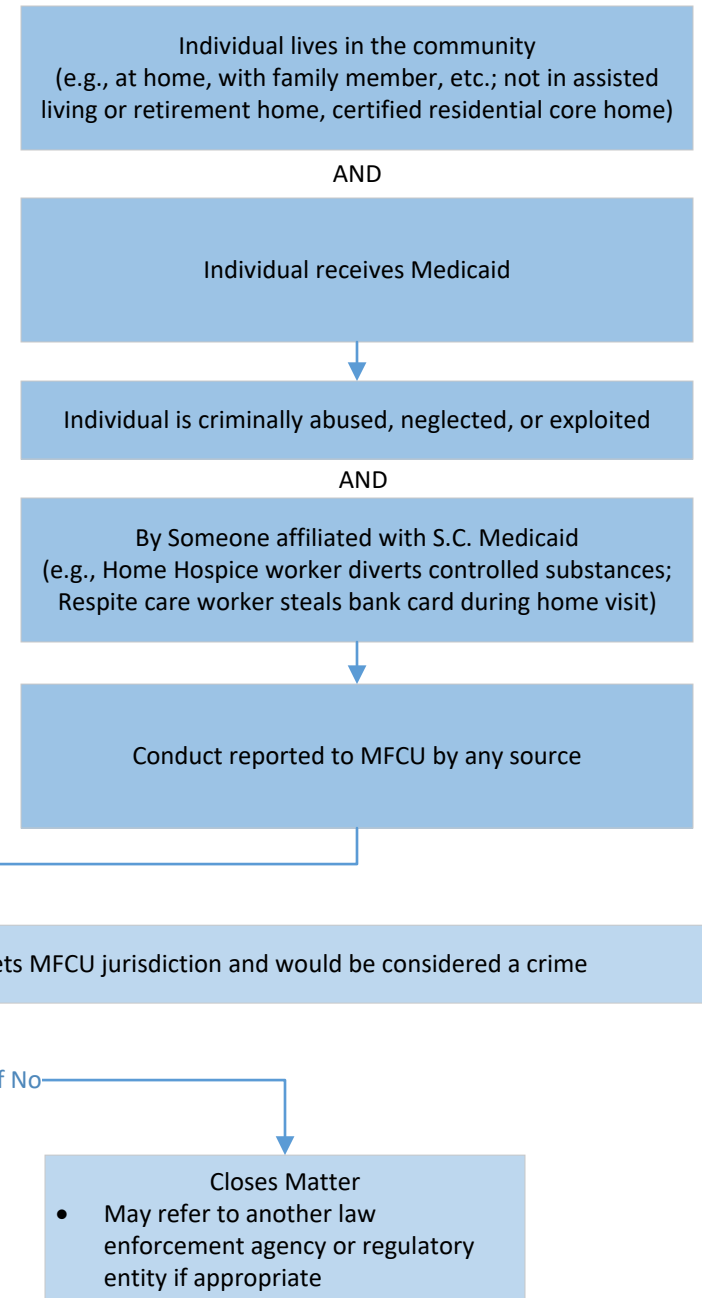 Individual lives in the community
(e.g., at home, with family member, etc.; not in assisted
living or retirement home, certified residential core home)
AND
Individual receives Medicaid
Individual is criminally abused, neglected, or exploited
AND
By Someone affiliated with S.C. Medicaid
(e.g., Home Hospice worker diverts controlled substances;
Respite care worker steals bank card during home visit)
Conduct reported to MFCU by any source
ets MFCU jurisdiction and would be considered a crime
f No
Closes Matter
• May refer to another law
enforcement agency or regulatory
entity if appropriate